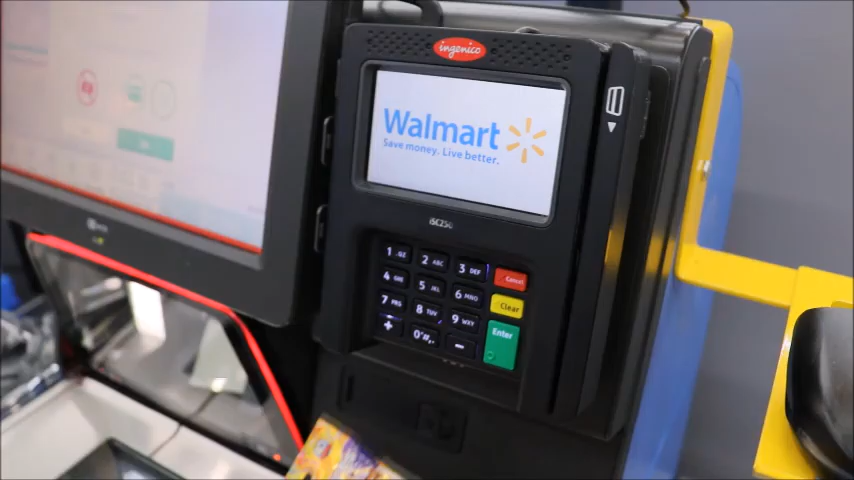 ingenico
Walmart
Save money. Live better.
iSC250
1 .QZ 2 ABC 3 DEF Cancel
4 GHI 5 JKL 6 MNO Clear
7 PRS 8 TUV 9 WXY Enter
+ 0'#, -